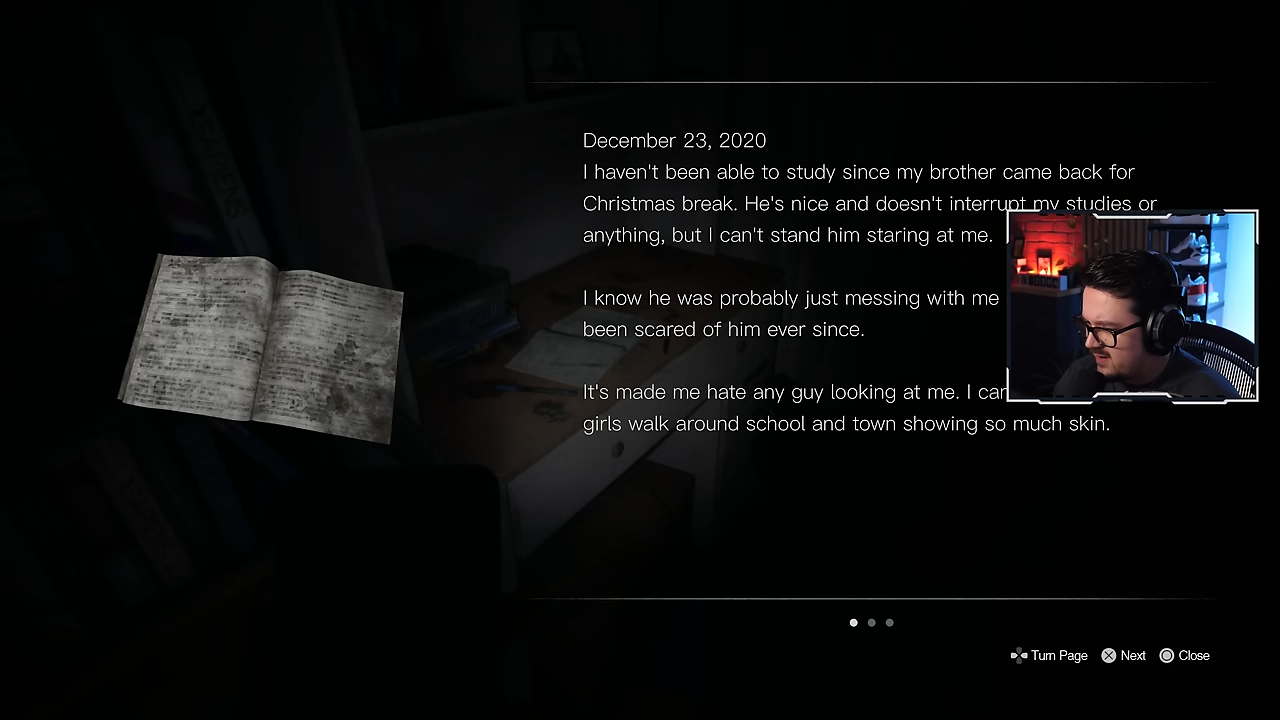 December 23, 2020
I haven't been able to study since my brother came back for
Christmas break. He's nice and doesn't interrupt my studies or
anything, but I can't stand him staring at me.
I know he was probably just messing with me
been scared of him ever since.
It's made me hate any guy looking at me. I
girls walk around school and town showing so much skin.
Turn Page Next Close